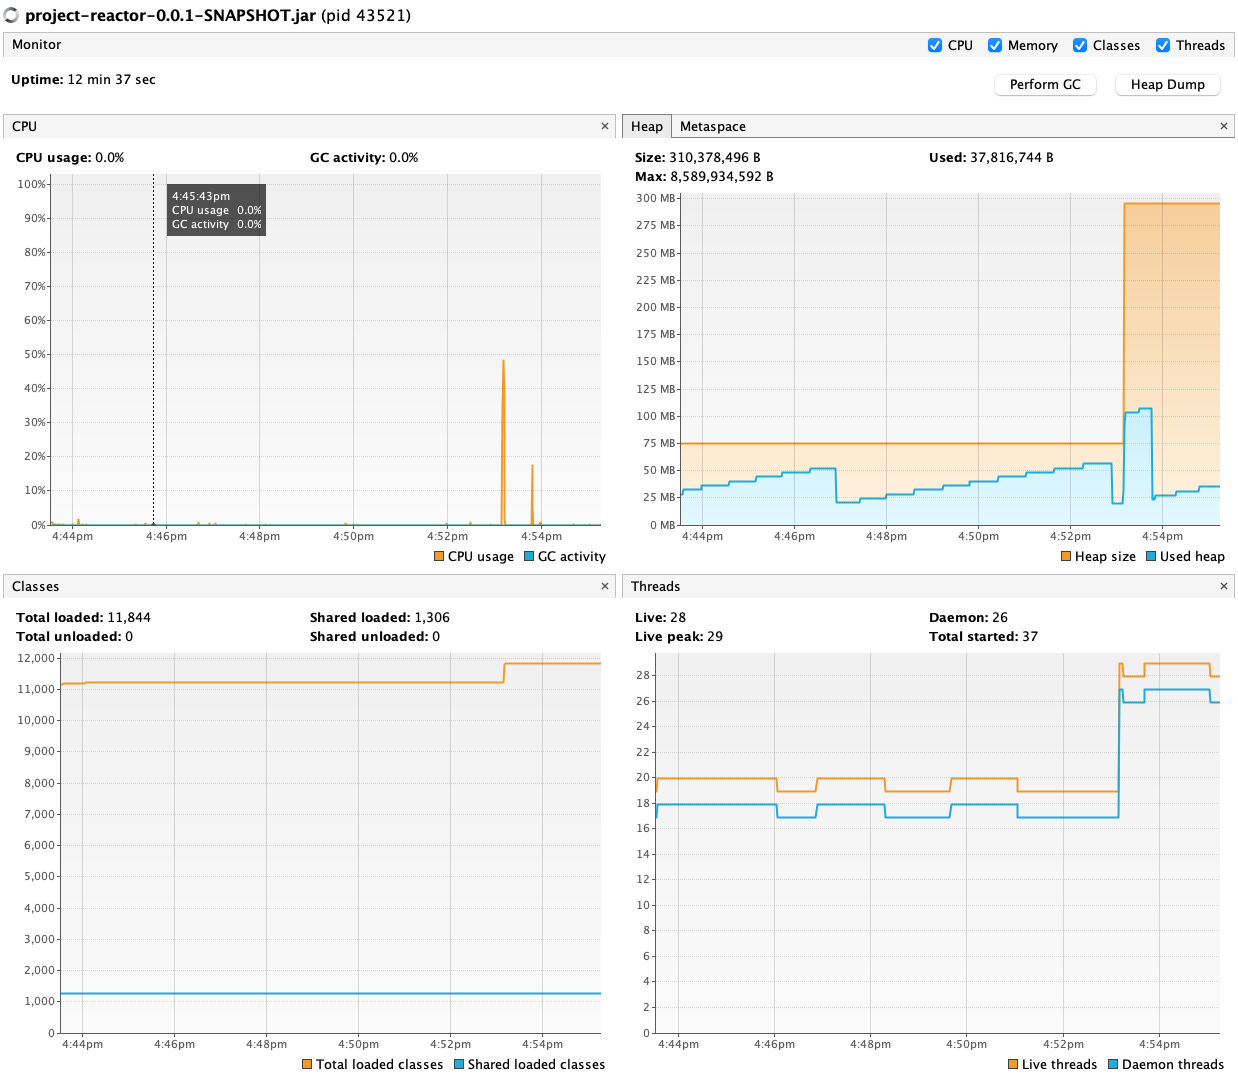 project-reactor-0.0.1-SNAPSHOT.jar (pid 43521)
Monitor
CPU Memory Classes Threads
Uptime: 12 min 37 sec
Perform GC Heap Dump
CPU ×
CPU usage: 0.0% GC activity: 0.0%
100%
90%
80%
70%
60%
50%
40%
30%
20%
10%
0%
4:45:43pm
CPU usage 0.0%
GC activity 0.0%
4:44pm 4:46pm 4:48pm 4:50pm 4:52pm 4:54pm
CPU usage GC activity
Heap Metaspace ×
Size: 310,378,496 B Used: 37,816,744 B
Max: 8,589,934,592 B
300 MB
275 MB
250 MB
225 MB
200 MB
175 MB
150 MB
125 MB
100 MB
75 MB
50 MB
25 MB
0 MB
4:44pm 4:46pm 4:48pm 4:50pm 4:52pm 4:54pm
Heap size Used heap
Classes ×
Total loaded: 11,844 Shared loaded: 1,306
Total unloaded: 0 Shared unloaded: 0
12,000
11,000
10,000
9,000
8,000
7,000
6,000
5,000
4,000
3,000
2,000
1,000
0
4:44pm 4:46pm 4:48pm 4:50pm 4:52pm 4:54pm
Total loaded classes Shared loaded classes
Threads ×
Live: 28 Daemon: 26
Live peak: 29 Total started: 37
28
26
24
22
20
18
16
14
12
10
8
6
4
2
0
4:44pm 4:46pm 4:48pm 4:50pm 4:52pm 4:54pm
Live threads Daemon threads